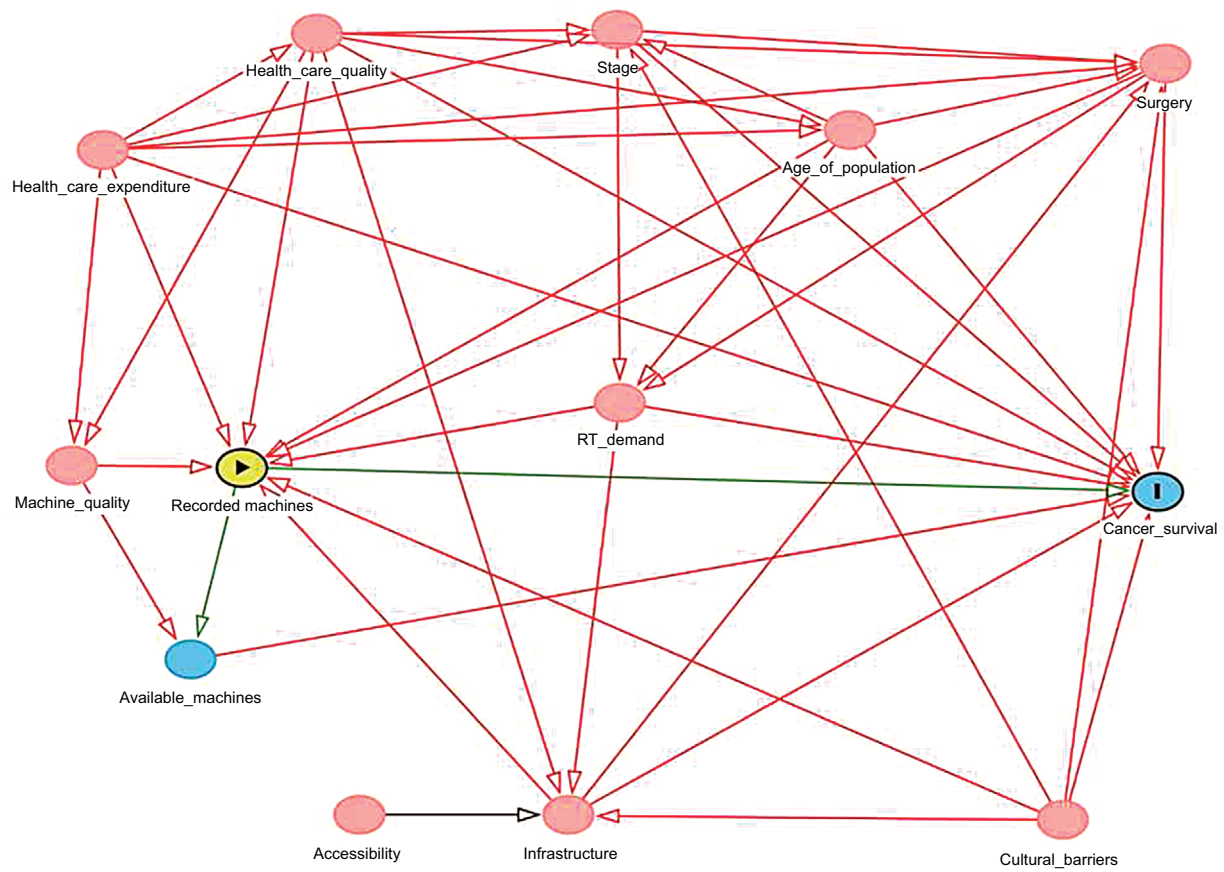 Health_care_quality
Stage
Surgery
Health_care_expenditure
Age_of_population
RT_demand
Machine_quality
Recorded machines
Cancer_survival
Available_machines
Accessibility
Infrastructure
Cultural_barriers